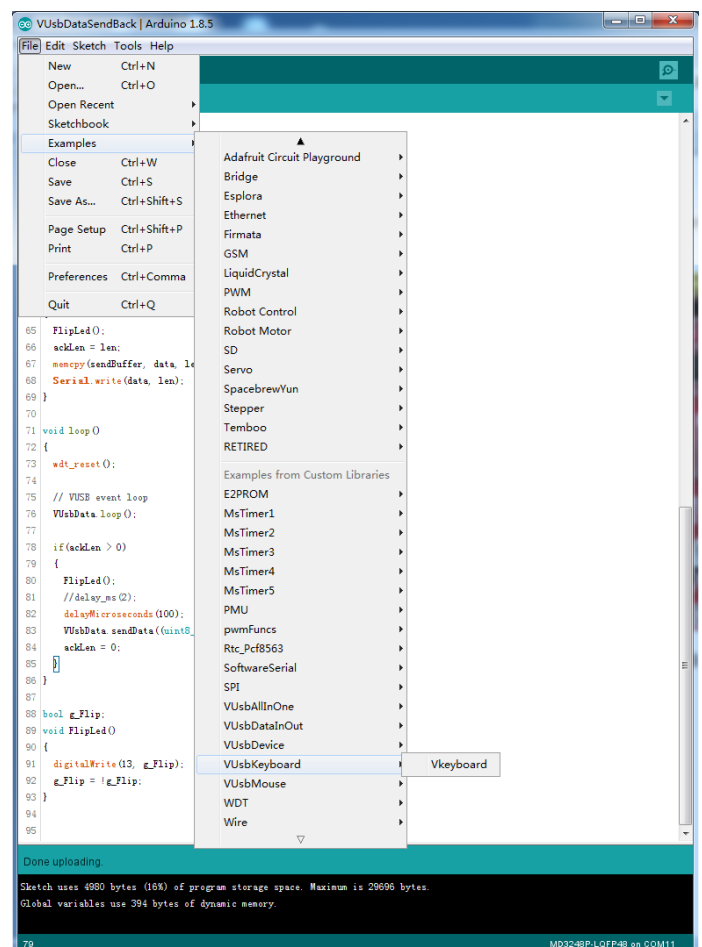 VUsbDataSendBack | Arduino 1.8.5
File Edit Sketch Tools Help
New Ctrl+N
Open... Ctrl+O
Open Recent
Sketchbook
Examples
Close Ctrl+W
Save Ctrl+S
Save As... Ctrl+Shift+S
Page Setup Ctrl+Shift+P
Print Ctrl+P
Preferences Ctrl+Comma
Quit Ctrl+Q
Adafruit Circuit Playground
Bridge
Esplora
Ethernet
Firmata
GSM
LiquidCrystal
PWM
Robot Control
Robot Motor
SD
Servo
SpacebrewYun
Stepper
Temboo
RETIRED
Examples from Custom Libraries
E2PROM
MsTimer1
MsTimer2
MsTimer3
MsTimer4
MsTimer5
PMU
pwmFuncs
Rtc_Pcf8563
SoftwareSerial
SPI
VUsbAllInOne
VUsbDataInOut
VUsbDevice
VUsbKeyboard
VUsbMouse
WDT
Wire
Vkeyboard
65 FlipLed();
66 ackLen = len;
67 memcpy(sendBuffer, data, le
68 Serial.write(data, len);
69 }
70
71 void loop()
72 {
73 wdt_reset();
74
75 // VUSB event loop
76 VUsbData.loop();
77
78 if(ackLen > 0)
79 {
80 FlipLed();
81 //delay_ms(2);
82 delayMicroseconds(100);
83 VUsbData.sendData((uint8_
84 ackLen = 0;
85 }
86 }
87
88 bool g_Flip;
89 void FlipLed()
90 {
91 digitalWrite(13, g_Flip);
92 g_Flip = !g_Flip;
93 }
94
95
Done uploading.
Sketch uses 4980 bytes (16%) of program storage space. Maximum is 29696 bytes.
Global variables use 394 bytes of dynamic memory.
79 MD3248P-LQFP48 on COM11